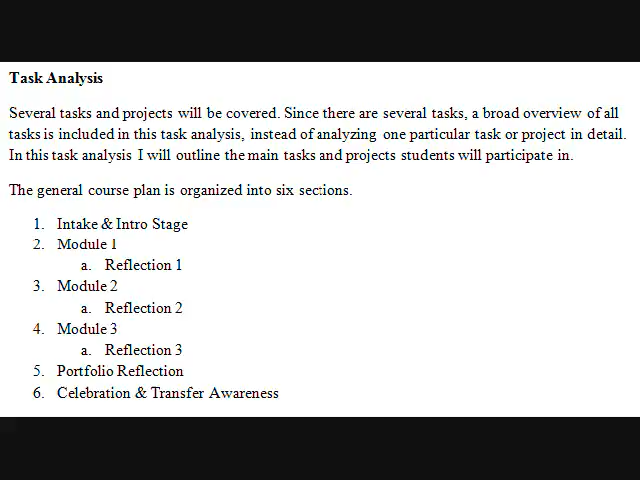 Task Analysis
Several tasks and projects will be covered. Since there are several tasks, a broad overview of all
tasks is included in this task analysis, instead of analyzing one particular task or project in detail.
In this task analysis I will outline the main tasks and projects students will participate in.
The general course plan is organized into six sections.
1. Intake & Intro Stage
2. Module 1
a. Reflection 1
3. Module 2
a. Reflection 2
4. Module 3
a. Reflection 3
5. Portfolio Reflection
6. Celebration & Transfer Awareness